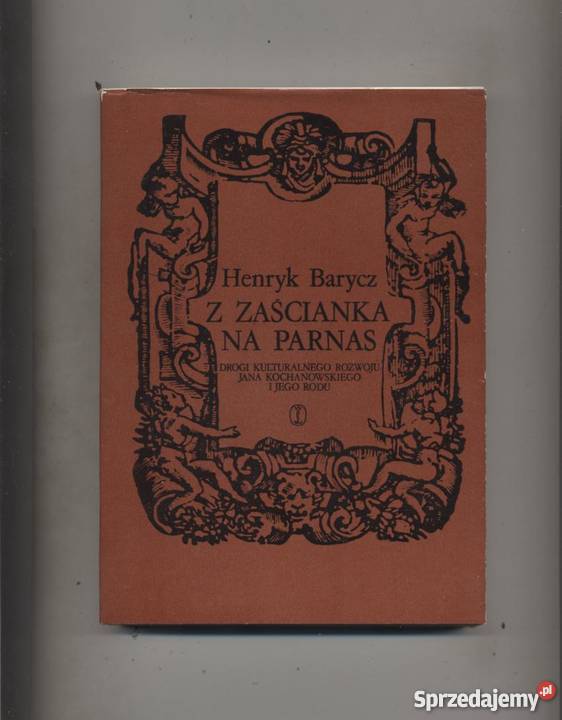 Henryk Barycz
Z ZAŚCIANKA
NA PARNAS
DROGI KULTURALNEGO ROZWOJU
JANA KOCHANOWSKIEGO
I JEGO RODU
Sprzedajemy.pl